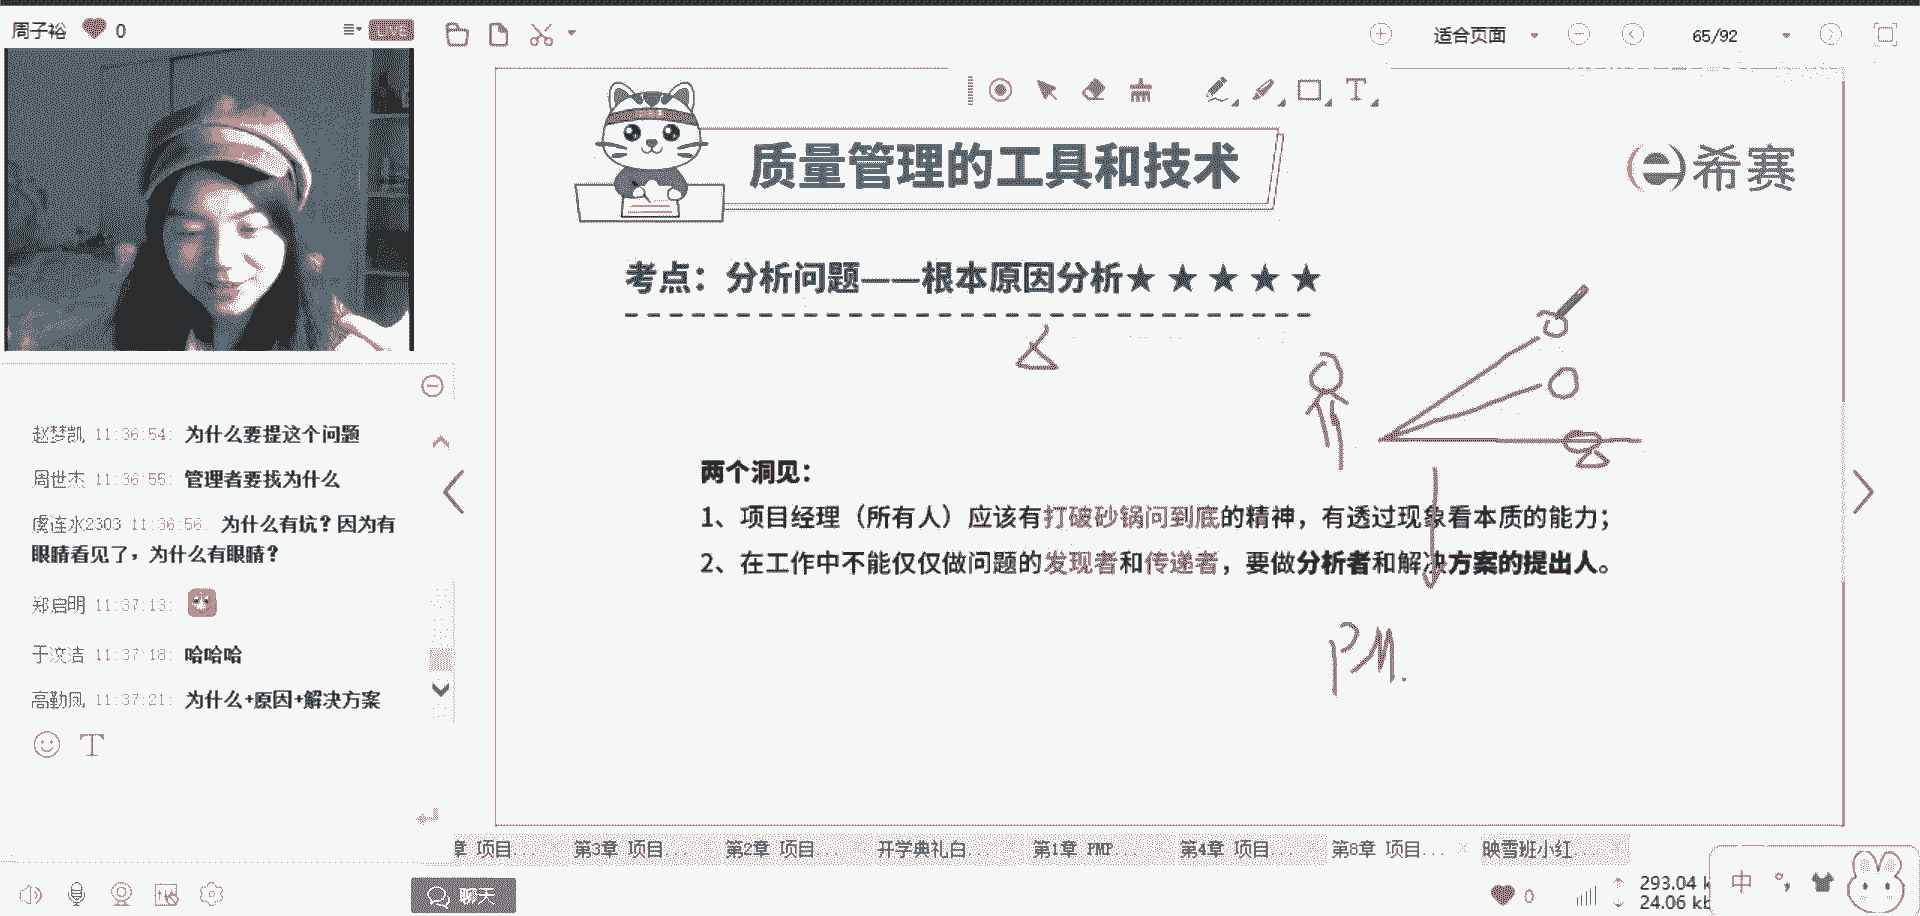 周子裕 0 LIVE
适合页面 65/92
质量管理的工具和技术
希赛
考点：分析问题——根本原因分析★ ★ ★ ★ ★
两个洞见：
1、项目经理（所有人）应该有打破砂锅问到底的精神，有透过现象看本质的能力；
2、在工作中不能仅仅做问题的发现者和传递者，要做分析者和解决方案的提出人。
PM.
赵梦凯 11:36:54: 为什么要提这个问题
周世杰 11:36:55: 管理者要找为什么
虞连水2303 11:36:56: 为什么有坑？因为有
眼睛看见了，为什么有眼睛？
郑启明 11:37:13:
于汶洁 11:37:18: 哈哈哈
高勤凤 11:37:21: 为什么+原因+解决方案
章 项目... 第3章 项目... 第2章 项目... 开学典礼白... 第1章 PMP... 第4章 项目... 第8章 项目... 映雪班小红...
聊天
0
293.04 k
24.06 kb
中